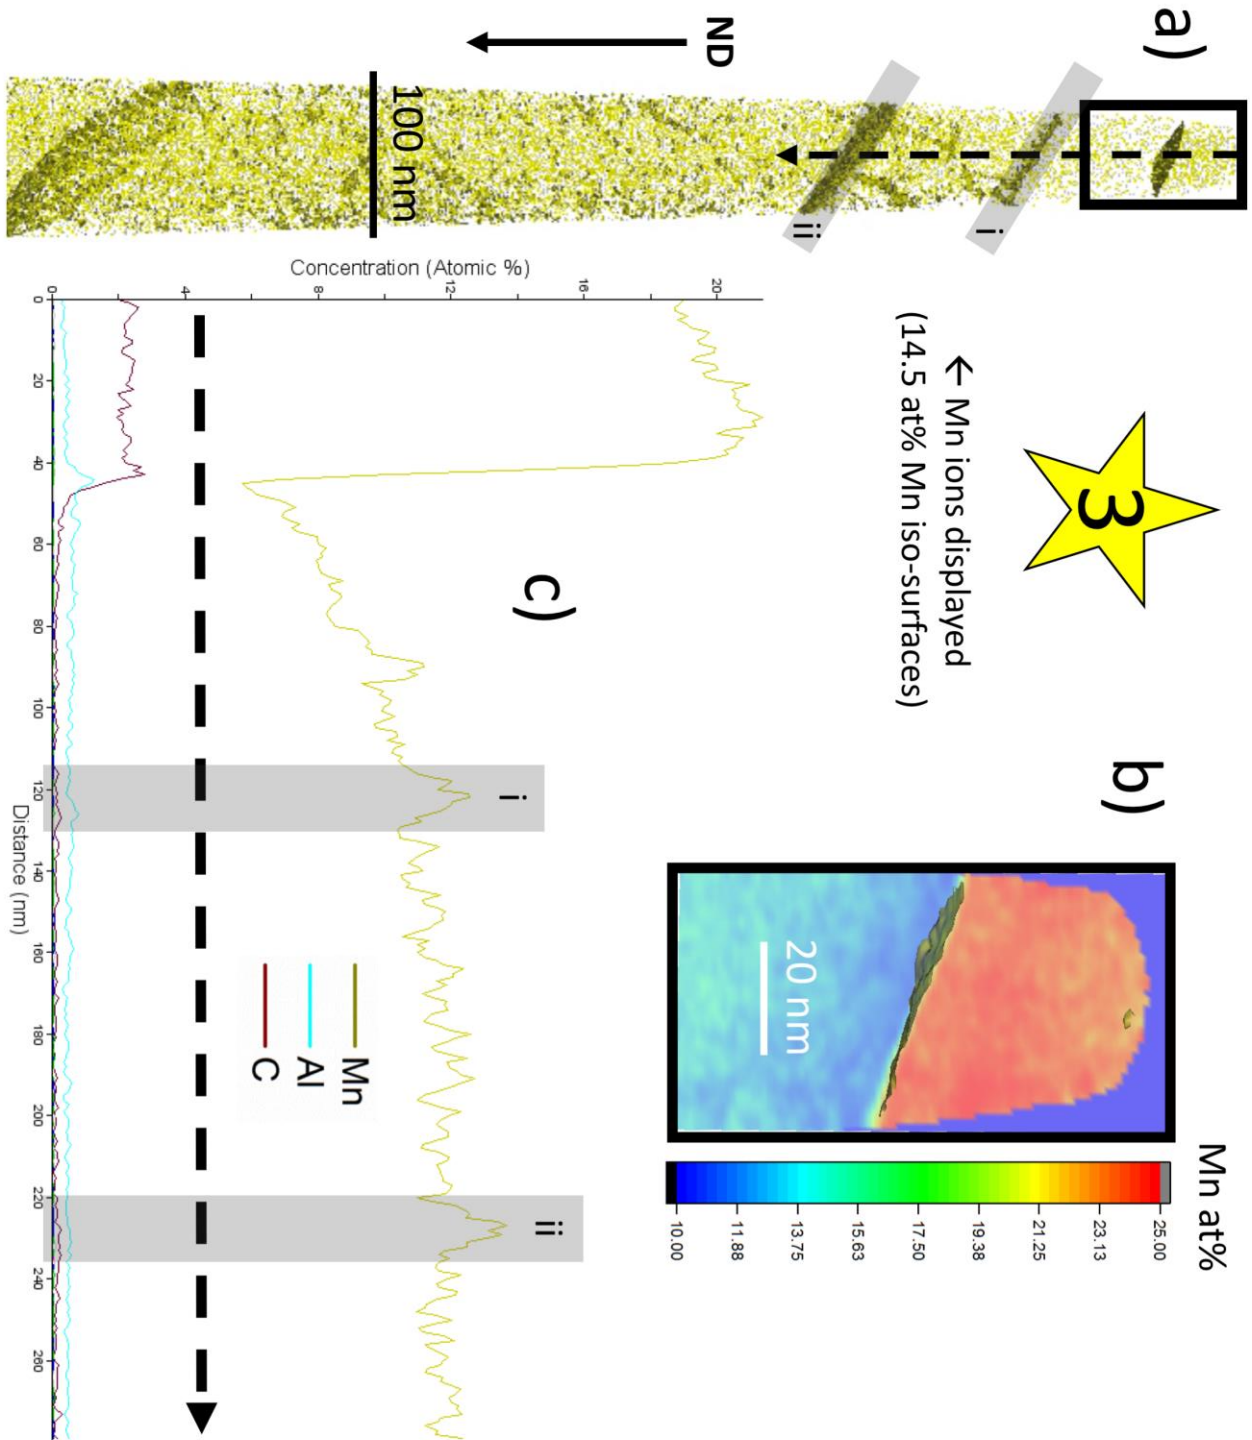 a)
ND
100 nm
i
ii
← Mn ions displayed
(14.5 at% Mn iso-surfaces)
3
b)
20 nm
Mn at%
10.00
11.88
13.75
15.63
17.50
19.38
21.25
23.13
25.00
c)
Concentration (Atomic %)
0
4
8
12
16
20
i
ii
Mn
Al
C
0
20
40
60
80
100
120
140
160
180
200
220
240
260
Distance (nm)